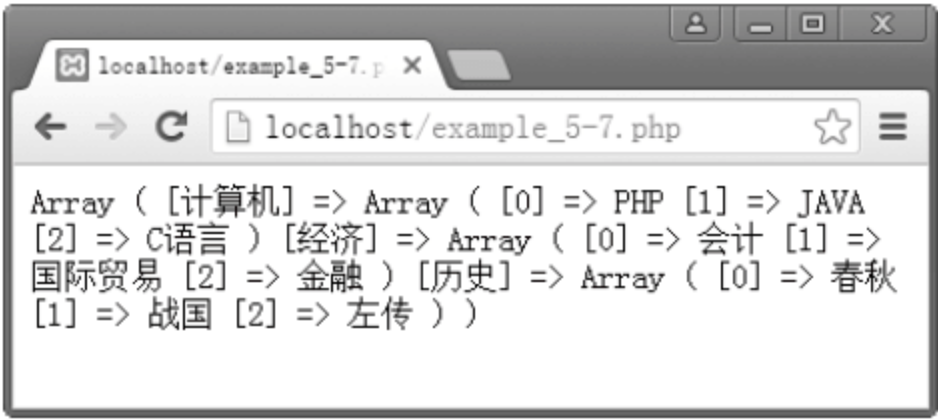 localhost/example_5-7.p
localhost/example_5-7.php
Array ( [计算机] => Array ( [0] => PHP [1] => JAVA
[2] => C语言 ) [经济] => Array ( [0] => 会计 [1] =>
国际贸易 [2] => 金融 ) [历史] => Array ( [0] => 春秋
[1] => 战国 [2] => 左传 ) )